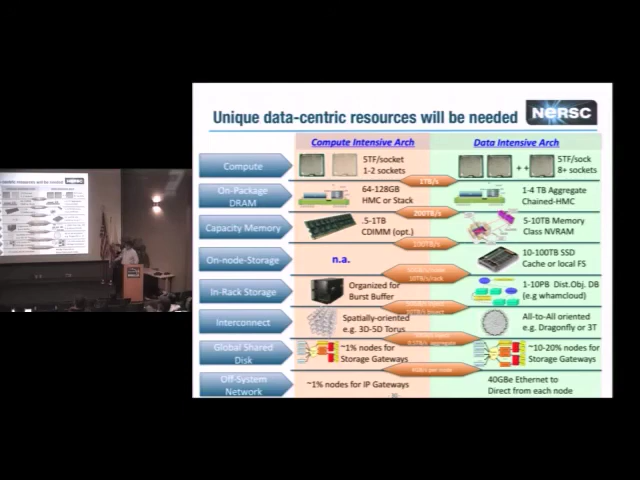 Unique data-centric resources will be needed
NERSC
Compute Intensive Arch
Data Intensive Arch
Compute
5TF/socket
1-2 sockets
++
5TF/sock
8+ sockets
1TB/s
On-Package
DRAM
64-128GB
HMC or Stack
1-4 TB Aggregate
Chained-HMC
200TB/s
Capacity Memory
.5-1TB
CDIMM (opt.)
5-10TB Memory
Class NVRAM
On-node-Storage
n.a.
10-100TB SSD
Cache or local FS
In-Rack Storage
Organized for
Burst Buffer
1-10PB Dist.Obj. DB
(e.g whamcloud)
Interconnect
Spatially-oriented
e.g. 3D-5D Torus
All-to-All oriented
e.g. Dragonfly or 3T
Global Shared
Disk
~1% nodes for
Storage Gateways
~10-20% nodes for
Storage Gateways
Off-System
Network
~1% nodes for IP Gateways
40GBe Ethernet to
Direct from each node